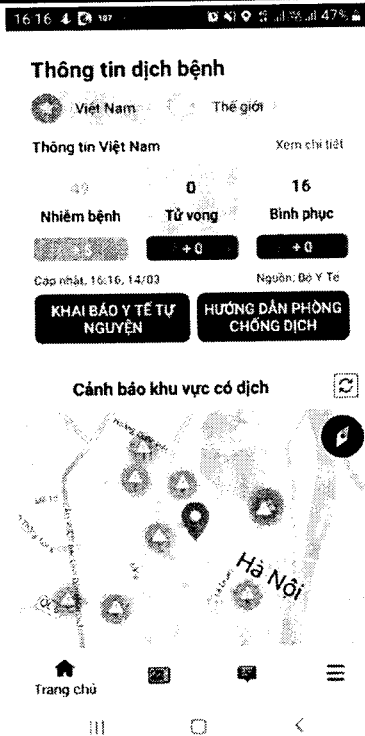 16:16
107
47%
Thông tin dịch bệnh
Việt Nam
Thế giới
Thông tin Việt Nam
Xem chi tiết
49
0
16
Nhiễm bệnh
Tử vong
Bình phục
+ 0
+ 0
Cập nhật, 16:16, 14/03
Nguồn: Bộ Y Tế
KHAI BÁO Y TẾ TỰ
NGUYỆN
HƯỚNG DẪN PHÒNG
CHỐNG DỊCH
Cảnh báo khu vực có dịch
Hà Nội
Trang chủ